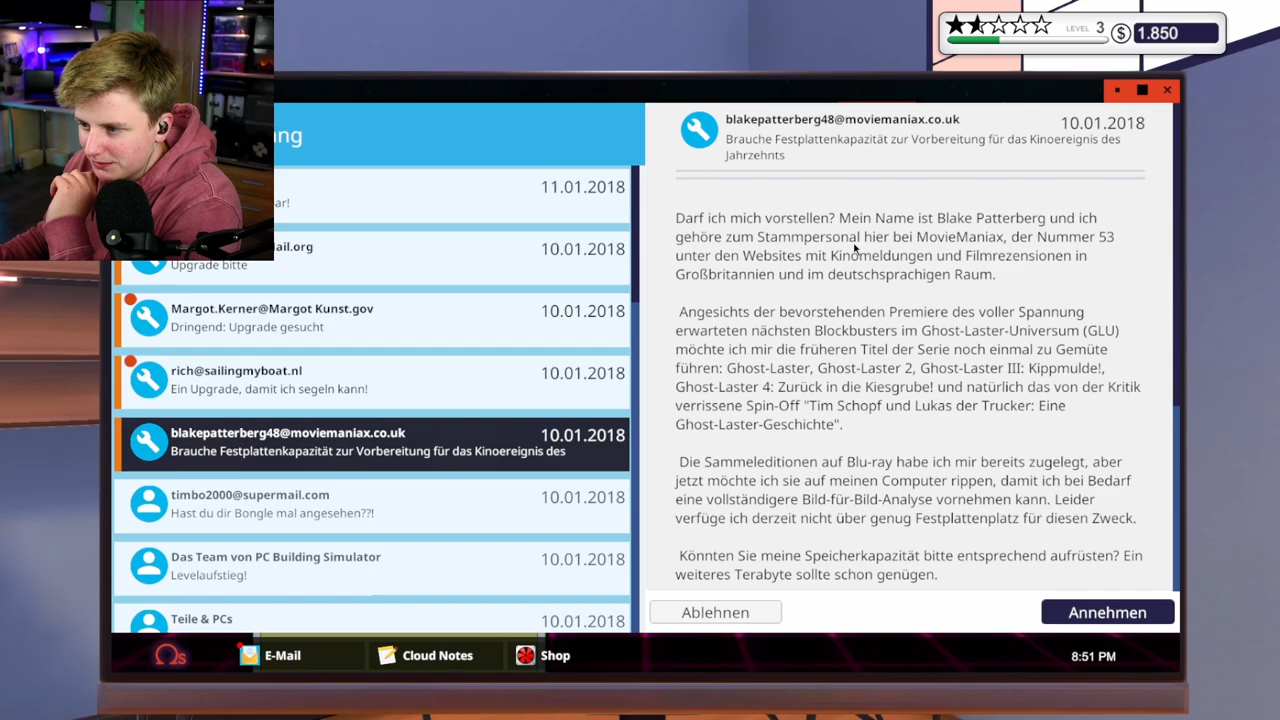 LEVEL 3
$ 1.850
ang
11.01.2018
ar!
ail.org
10.01.2018
Upgrade bitte
Margot.Kerner@Margot Kunst.gov
10.01.2018
Dringend: Upgrade gesucht
rich@sailingmyboat.nl
10.01.2018
Ein Upgrade, damit ich segeln kann!
blakepatterberg48@moviemaniax.co.uk
10.01.2018
Brauche Festplattenkapazität zur Vorbereitung für das Kinoereignis des
timbo2000@supermail.com
10.01.2018
Hast du dir Bongle mal angesehen??!
Das Team von PC Building Simulator
10.01.2018
Levelaufstieg!
Teile & PCs
10.01.2018
blakepatterberg48@moviemaniax.co.uk
10.01.2018
Brauche Festplattenkapazität zur Vorbereitung für das Kinoereignis des
Jahrzehnts
Darf ich mich vorstellen? Mein Name ist Blake Patterberg und ich
gehöre zum Stammpersonal hier bei MovieManiax, der Nummer 53
unter den Websites mit Kinomeldungen und Filmrezensionen in
Großbritannien und im deutschsprachigen Raum.
Angesichts der bevorstehenden Premiere des voller Spannung
erwarteten nächsten Blockbusters im Ghost-Laster-Universum (GLU)
möchte ich mir die früheren Titel der Serie noch einmal zu Gemüte
führen: Ghost-Laster, Ghost-Laster 2, Ghost-Laster III: Kippmulde!,
Ghost-Laster 4: Zurück in die Kiesgrube! und natürlich das von der Kritik
verrissene Spin-Off "Tim Schopf und Lukas der Trucker: Eine
Ghost-Laster-Geschichte".
Die Sammeleditionen auf Blu-ray habe ich mir bereits zugelegt, aber
jetzt möchte ich sie auf meinen Computer rippen, damit ich bei Bedarf
eine vollständigere Bild-für-Bild-Analyse vornehmen kann. Leider
verfüge ich derzeit nicht über genug Festplattenplatz für diesen Zweck.
Könnten Sie meine Speicherkapazität bitte entsprechend aufrüsten? Ein
weiteres Terabyte sollte schon genügen.
Ablehnen
Annehmen
Os
E-Mail
Cloud Notes
Shop
8:51 PM